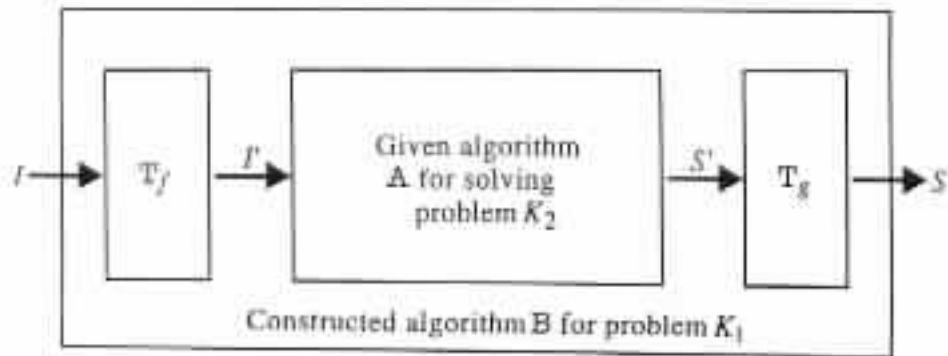 I
T_f
I'
Given algorithm
A for solving
problem K_2
S'
T_g
S
Constructed algorithm B for problem K_1